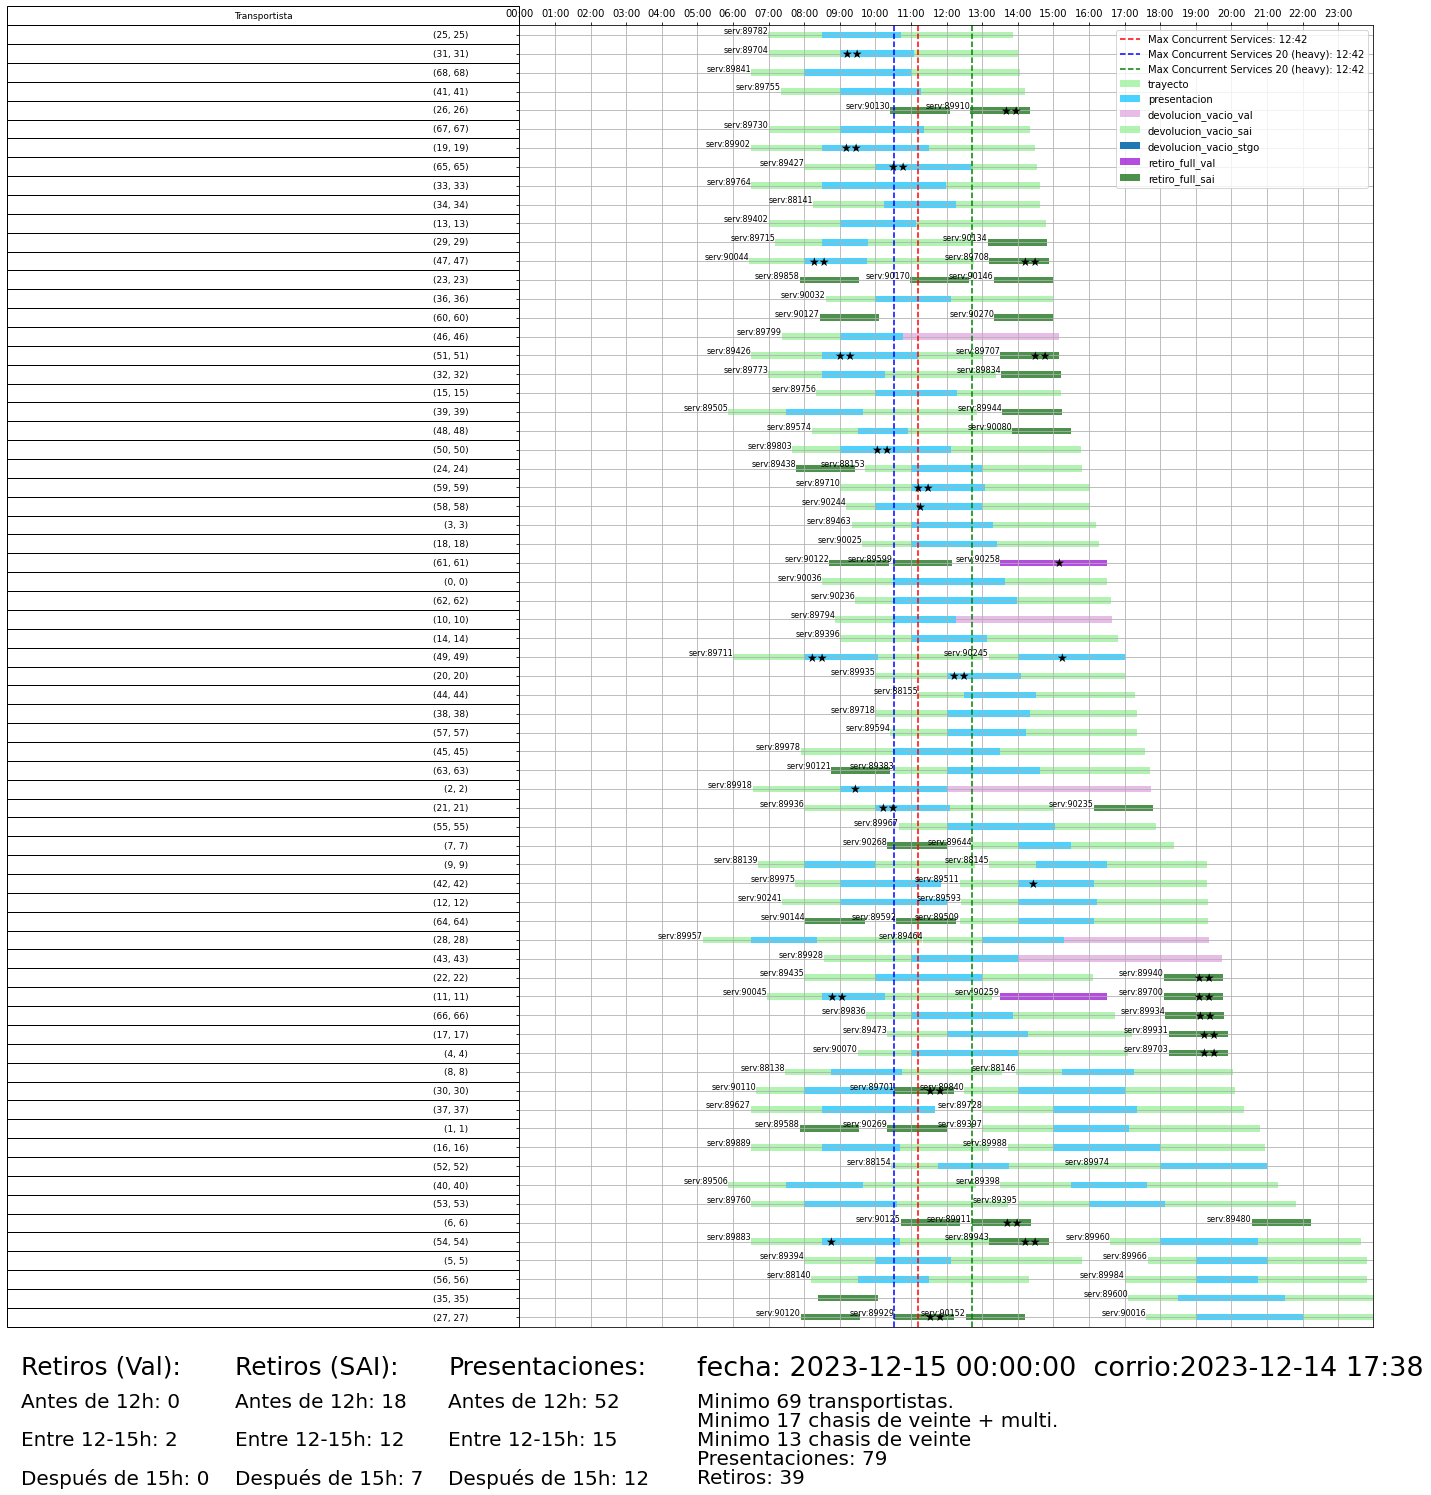 Transportista 00:00 01:00 02:00 03:00 04:00 05:00 06:00 07:00 08:00 09:00 10:00 11:00 12:00 13:00 14:00 15:00 16:00 17:00 18:00 19:00 20:00 21:00 22:00 23:00
(25, 25) serv:89782
(31, 31) serv:89704
(68, 68) serv:89841
(41, 41) serv:89755
(26, 26) serv:90130 serv:89910
(67, 67) serv:89730
(19, 19) serv:89902
(65, 65) serv:89427
(33, 33) serv:89764
(34, 34) serv:88141
(13, 13) serv:89402
(29, 29) serv:89715 serv:90134
(47, 47) serv:90044 serv:89708
(23, 23) serv:89858 serv:90170 serv:90146
(36, 36) serv:90032
(60, 60) serv:90127 serv:90270
(46, 46) serv:89799
(51, 51) serv:89426 serv:89707
(32, 32) serv:89773 serv:89834
(15, 15) serv:89756
(39, 39) serv:89505 serv:89944
(48, 48) serv:89574 serv:90080
(50, 50) serv:89803
(24, 24) serv:89438 serv:88153
(59, 59) serv:89710
(58, 58) serv:90244
(3, 3) serv:89463
(18, 18) serv:90025
(61, 61) serv:90122 serv:89599 serv:90258
(0, 0) serv:90036
(62, 62) serv:90236
(10, 10) serv:89794
(14, 14) serv:89396
(49, 49) serv:89711 serv:90245
(20, 20) serv:89935
(44, 44) serv:88155
(38, 38) serv:89718
(57, 57) serv:89594
(45, 45) serv:89978
(63, 63) serv:90121 serv:89383
(2, 2) serv:89918
(21, 21) serv:89936 serv:90235
(55, 55) serv:89967
(7, 7) serv:90268 serv:89644
(9, 9) serv:88139 serv:88145
(42, 42) serv:89975 serv:89511
(12, 12) serv:90241 serv:89593
(64, 64) serv:90144 serv:89592 serv:89509
(28, 28) serv:89957 serv:89464
(43, 43) serv:89928
(22, 22) serv:89435 serv:89940
(11, 11) serv:90045 serv:90259 serv:89700
(66, 66) serv:89836 serv:89934
(17, 17) serv:89473 serv:89931
(4, 4) serv:90070 serv:89703
(8, 8) serv:88138 serv:88146
(30, 30) serv:90110 serv:89701 serv:89840
(37, 37) serv:89627 serv:89728
(1, 1) serv:89588 serv:90269 serv:89397
(16, 16) serv:89889 serv:89988
(52, 52) serv:88154 serv:89974
(40, 40) serv:89506 serv:89398
(53, 53) serv:89760 serv:89395
(6, 6) serv:90125 serv:89911 serv:89480
(54, 54) serv:89883 serv:89943 serv:89960
(5, 5) serv:89394 serv:89966
(56, 56) serv:88140 serv:89984
(35, 35) serv:89600
(27, 27) serv:90120 serv:89929 serv:90152 serv:90016
Max Concurrent Services: 12:42
Max Concurrent Services 20 (heavy): 12:42
Max Concurrent Services 20 (heavy): 12:42
trayecto
presentacion
devolucion_vacio_val
devolucion_vacio_sai
devolucion_vacio_stgo
retiro_full_val
retiro_full_sai
Retiros (Val):
Antes de 12h: 0
Entre 12-15h: 2
Después de 15h: 0
Retiros (SAI):
Antes de 12h: 18
Entre 12-15h: 12
Después de 15h: 7
Presentaciones:
Antes de 12h: 52
Entre 12-15h: 15
Después de 15h: 12
fecha: 2023-12-15 00:00:00 corrio:2023-12-14 17:38
Minimo 69 transportistas.
Minimo 17 chasis de veinte + multi.
Minimo 13 chasis de veinte
Presentaciones: 79
Retiros: 39